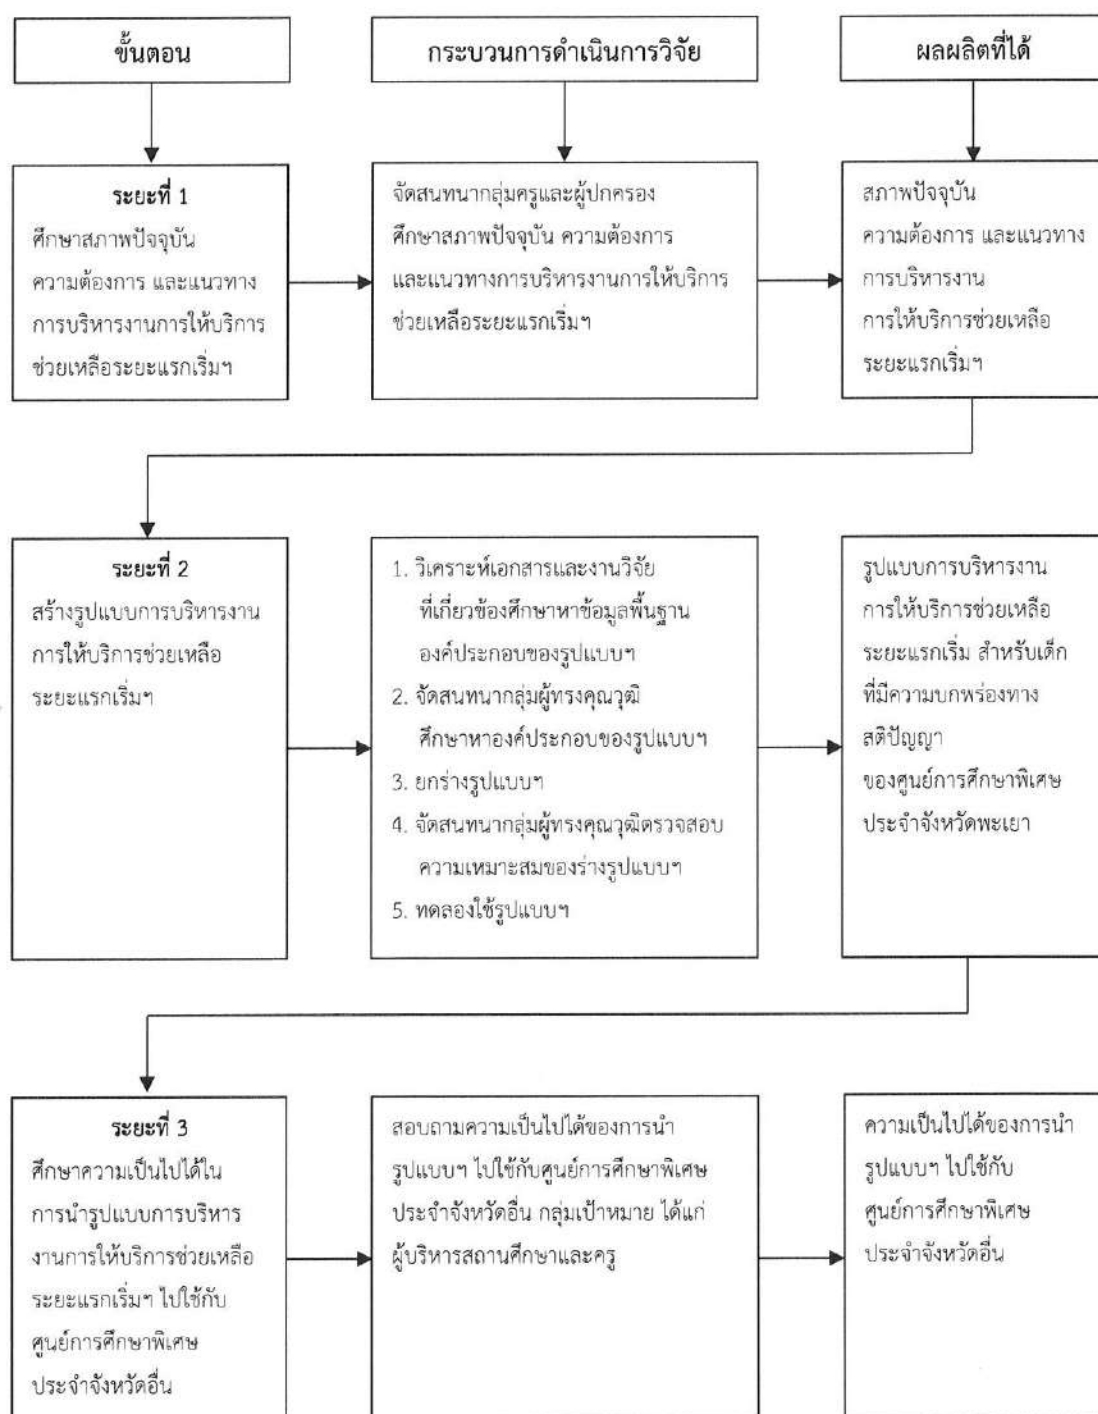 ขั้นตอน
กระบวนการดำเนินการวิจัย
ผลผลิตที่ได้
ระยะที่ 1
ศึกษาสภาพปัจจุบัน
ความต้องการ และแนวทาง
การบริหารงานการให้บริการ
ช่วยเหลือระยะแรกเริ่มฯ
จัดสนทนากลุ่มครูและผู้ปกครอง
ศึกษาสภาพปัจจุบัน ความต้องการ
และแนวทางการบริหารงานการให้บริการ
ช่วยเหลือระยะแรกเริ่มฯ
สภาพปัจจุบัน
ความต้องการ และแนวทาง
การบริหารงาน
การให้บริการช่วยเหลือ
ระยะแรกเริ่มฯ
ระยะที่ 2
สร้างรูปแบบการบริหารงาน
การให้บริการช่วยเหลือ
ระยะแรกเริ่มฯ
1. วิเคราะห์เอกสารและงานวิจัย
ที่เกี่ยวข้องศึกษาหาข้อมูลพื้นฐาน
องค์ประกอบของรูปแบบฯ
2. จัดสนทนากลุ่มผู้ทรงคุณวุฒิ
ศึกษาหาองค์ประกอบของรูปแบบฯ
3. ยกร่างรูปแบบฯ
4. จัดสนทนากลุ่มผู้ทรงคุณวุฒิตรวจสอบ
ความเหมาะสมของร่างรูปแบบฯ
5. ทดลองใช้รูปแบบฯ
รูปแบบการบริหารงาน
การให้บริการช่วยเหลือ
ระยะแรกเริ่ม สำหรับเด็ก
ที่มีความบกพร่องทาง
สติปัญญา
ของศูนย์การศึกษาพิเศษ
ประจำจังหวัดพะเยา
ระยะที่ 3
ศึกษาความเป็นไปได้ใน
การนำรูปแบบการบริหาร
งานการให้บริการช่วยเหลือ
ระยะแรกเริ่มฯ ไปใช้กับ
ศูนย์การศึกษาพิเศษ
ประจำจังหวัดอื่น
สอบถามความเป็นไปได้ของการนำ
รูปแบบฯ ไปใช้กับศูนย์การศึกษาพิเศษ
ประจำจังหวัดอื่น กลุ่มเป้าหมาย ได้แก่
ผู้บริหารสถานศึกษาและครู
ความเป็นไปได้ของการนำ
รูปแบบฯ ไปใช้กับ
ศูนย์การศึกษาพิเศษ
ประจำจังหวัดอื่น